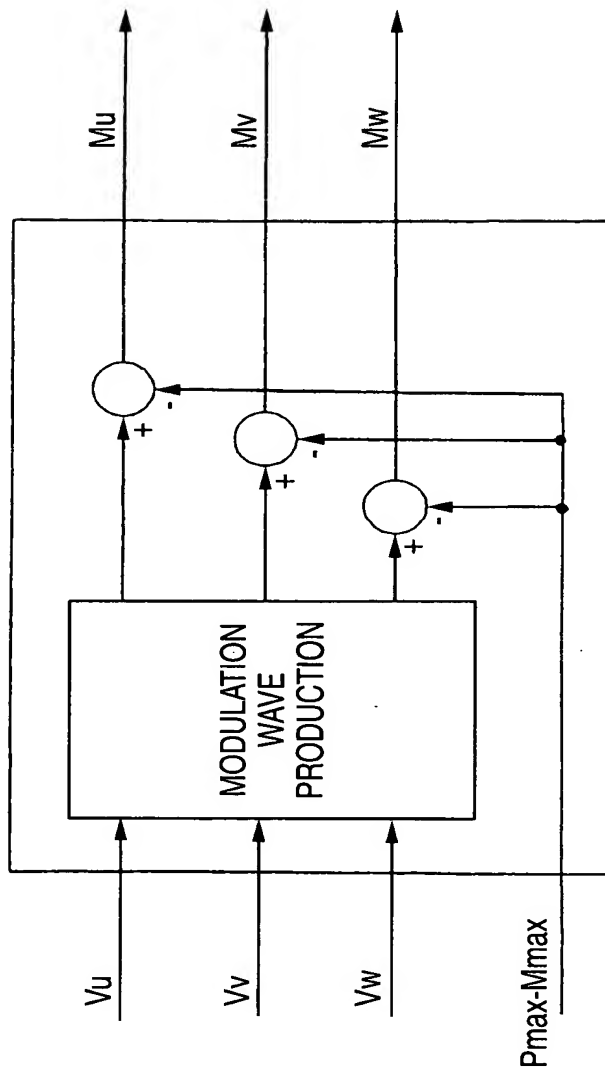 Vu
Vv
Vw
Pmax-Mmax
MODULATION
WAVE
PRODUCTION
+
-
+
-
+
-
Mu
Mv
Mw